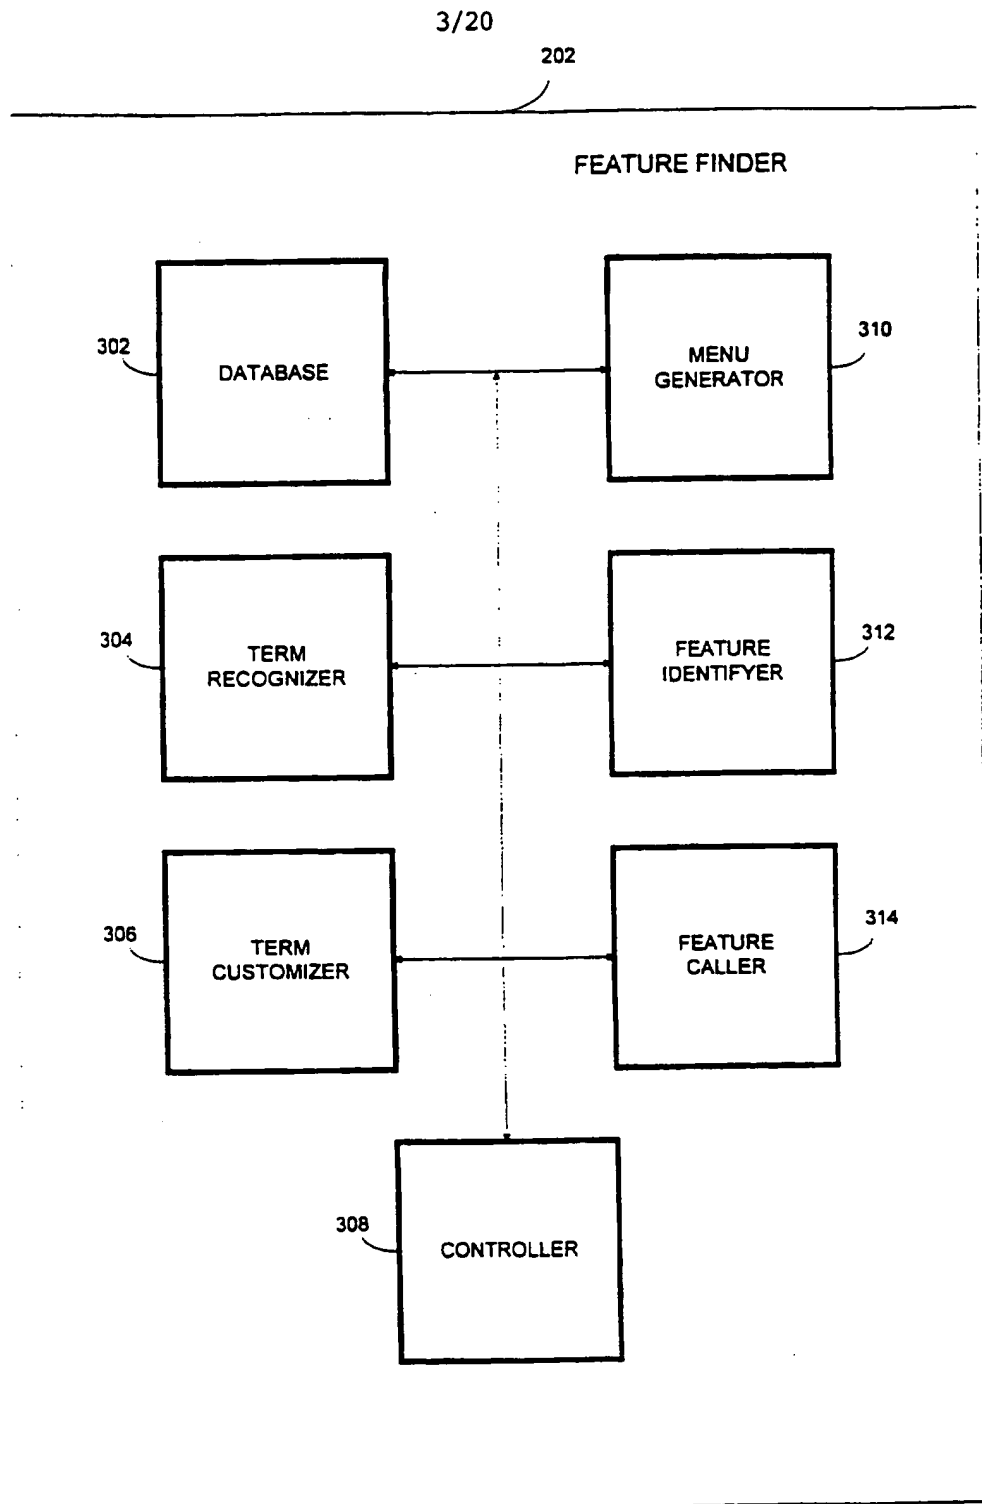 3/20
202
FEATURE FINDER
302
DATABASE
MENU
GENERATOR
310
304
TERM
RECOGNIZER
FEATURE
IDENTIFYER
312
306
TERM
CUSTOMIZER
FEATURE
CALLER
314
308
CONTROLLER